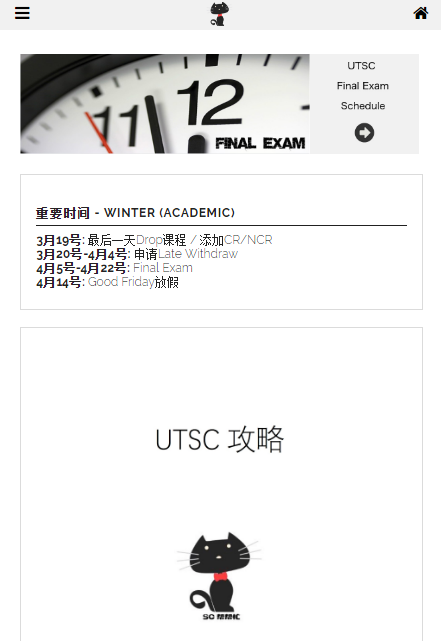 12
11
FINAL EXAM
UTSC
Final Exam
Schedule
重要时间 - WINTER (ACADEMIC)
3月19号: 最后一天Drop课程 / 添加CR/NCR
3月20号-4月4号: 申请Late Withdraw
4月5号-4月22号: Final Exam
4月14号: Good Friday放假
UTSC 攻略